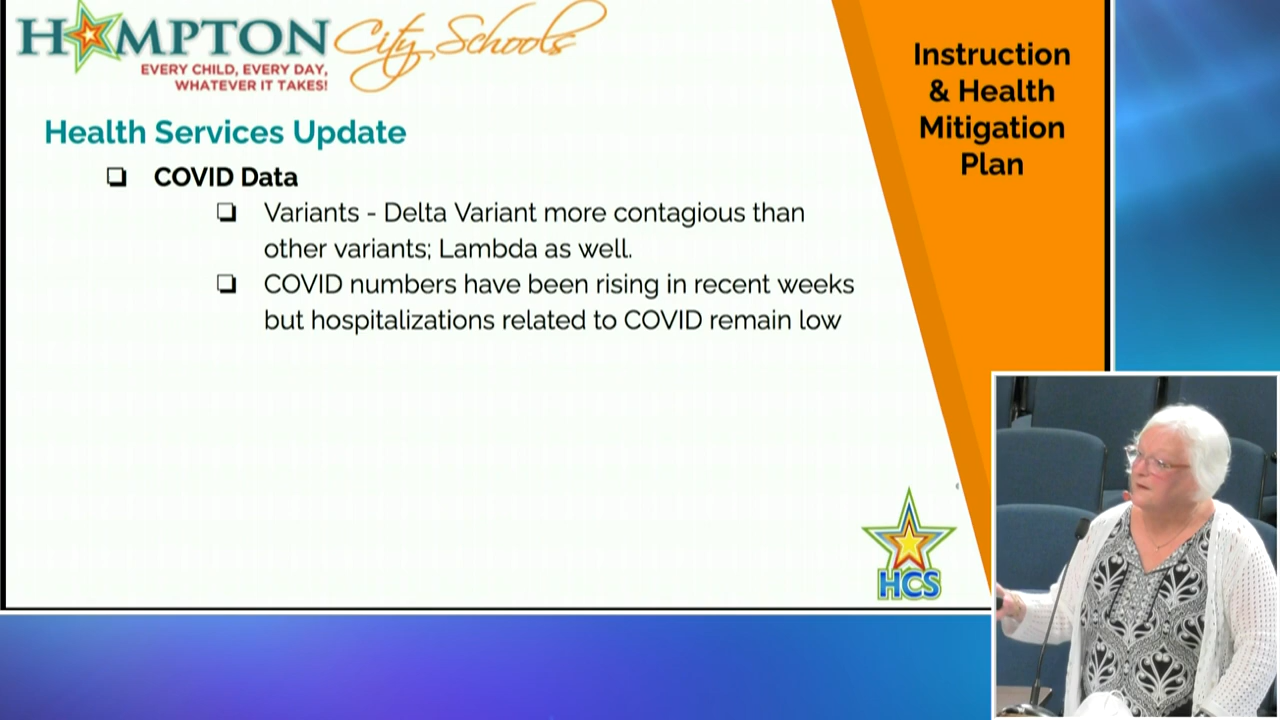 HAMPTON City Schools
EVERY CHILD, EVERY DAY,
WHATEVER IT TAKES!
Health Services Update
COVID Data
Variants - Delta Variant more contagious than
other variants; Lambda as well.
COVID numbers have been rising in recent weeks
but hospitalizations related to COVID remain low
Instruction
& Health
Mitigation
Plan
HCS